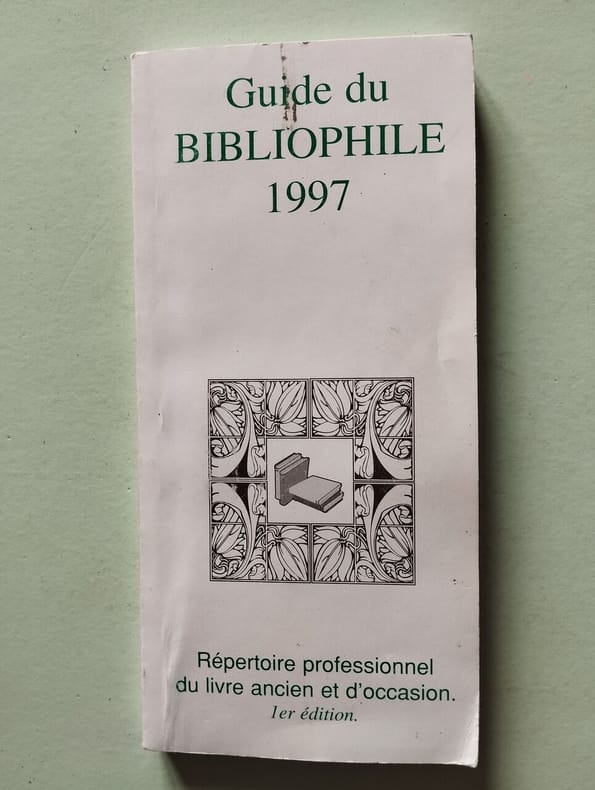 Guide du
BIBLIOPHILE
1997
Répertoire professionnel
du livre ancien et d'occasion.
1er édition.